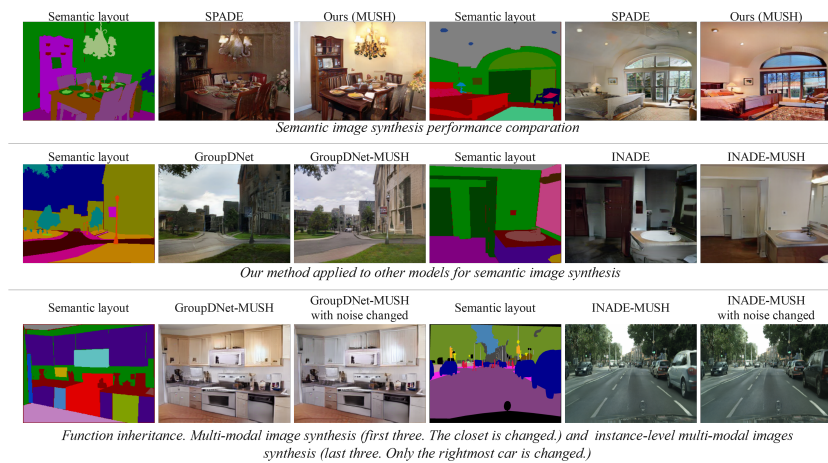 Semantic layout SPADE Ours (MUSH) Semantic layout SPADE Ours (MUSH)
Semantic image synthesis performance comparation
Semantic layout GroupDNet GroupDNet-MUSH Semantic layout INADE INADE-MUSH
Our method applied to other models for semantic image synthesis
Semantic layout GroupDNet-MUSH GroupDNet-MUSH with noise changed Semantic layout INADE-MUSH INADE-MUSH with noise changed
Function inheritance. Multi-modal image synthesis (first three. The closet is changed.) and instance-level multi-modal images
synthesis (last three. Only the rightmost car is changed.)